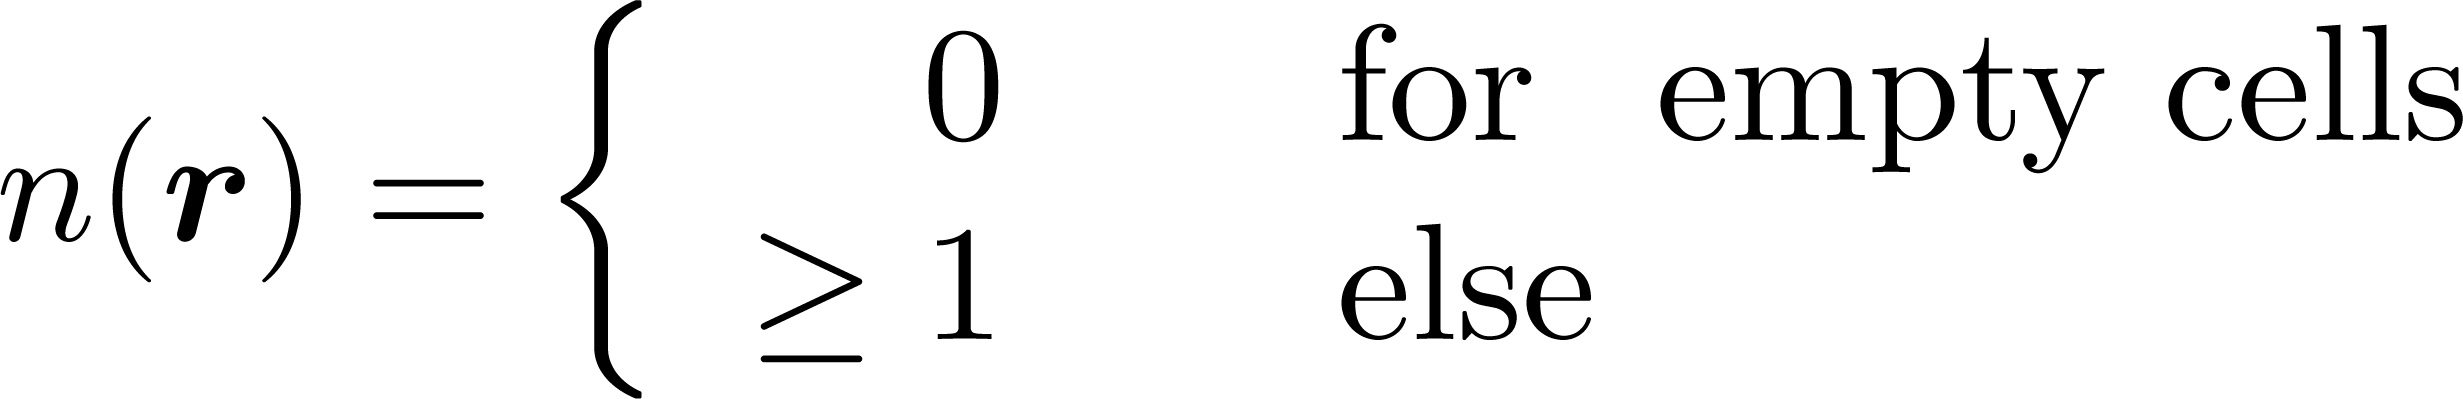 n(r) = { 0 for empty cells
≥ 1 else